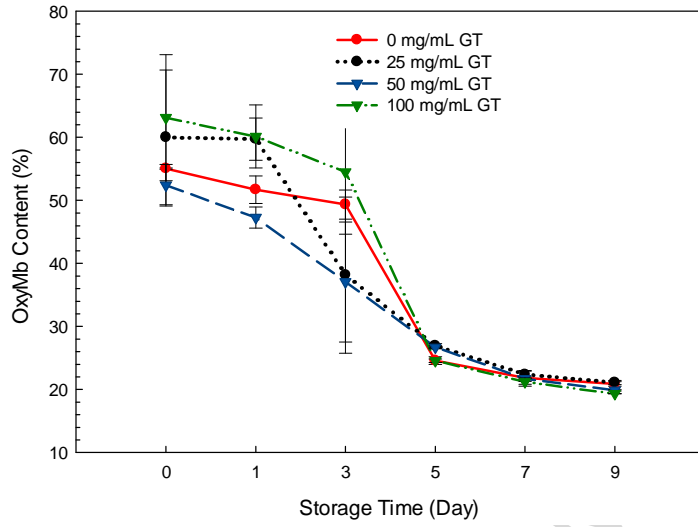 80
70
60
50
40
30
20
10
OxyMb Content (%)
0 mg/mL GT
25 mg/mL GT
50 mg/mL GT
100 mg/mL GT
0 1 3 5 7 9
Storage Time (Day)